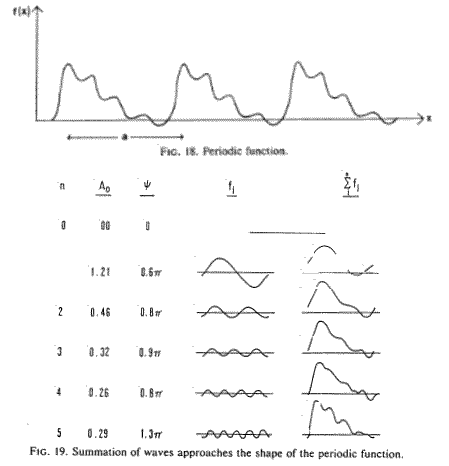 f(x)
x
a
FIG. 18. Periodic function.
n A₀ Ψ fⱼ Σfⱼ
0 00 0
1.21 0.6π
2 0.46 0.8π
3 0.32 0.9π
4 0.26 0.8π
5 0.29 1.3π
FIG. 19. Summation of waves approaches the shape of the periodic function.